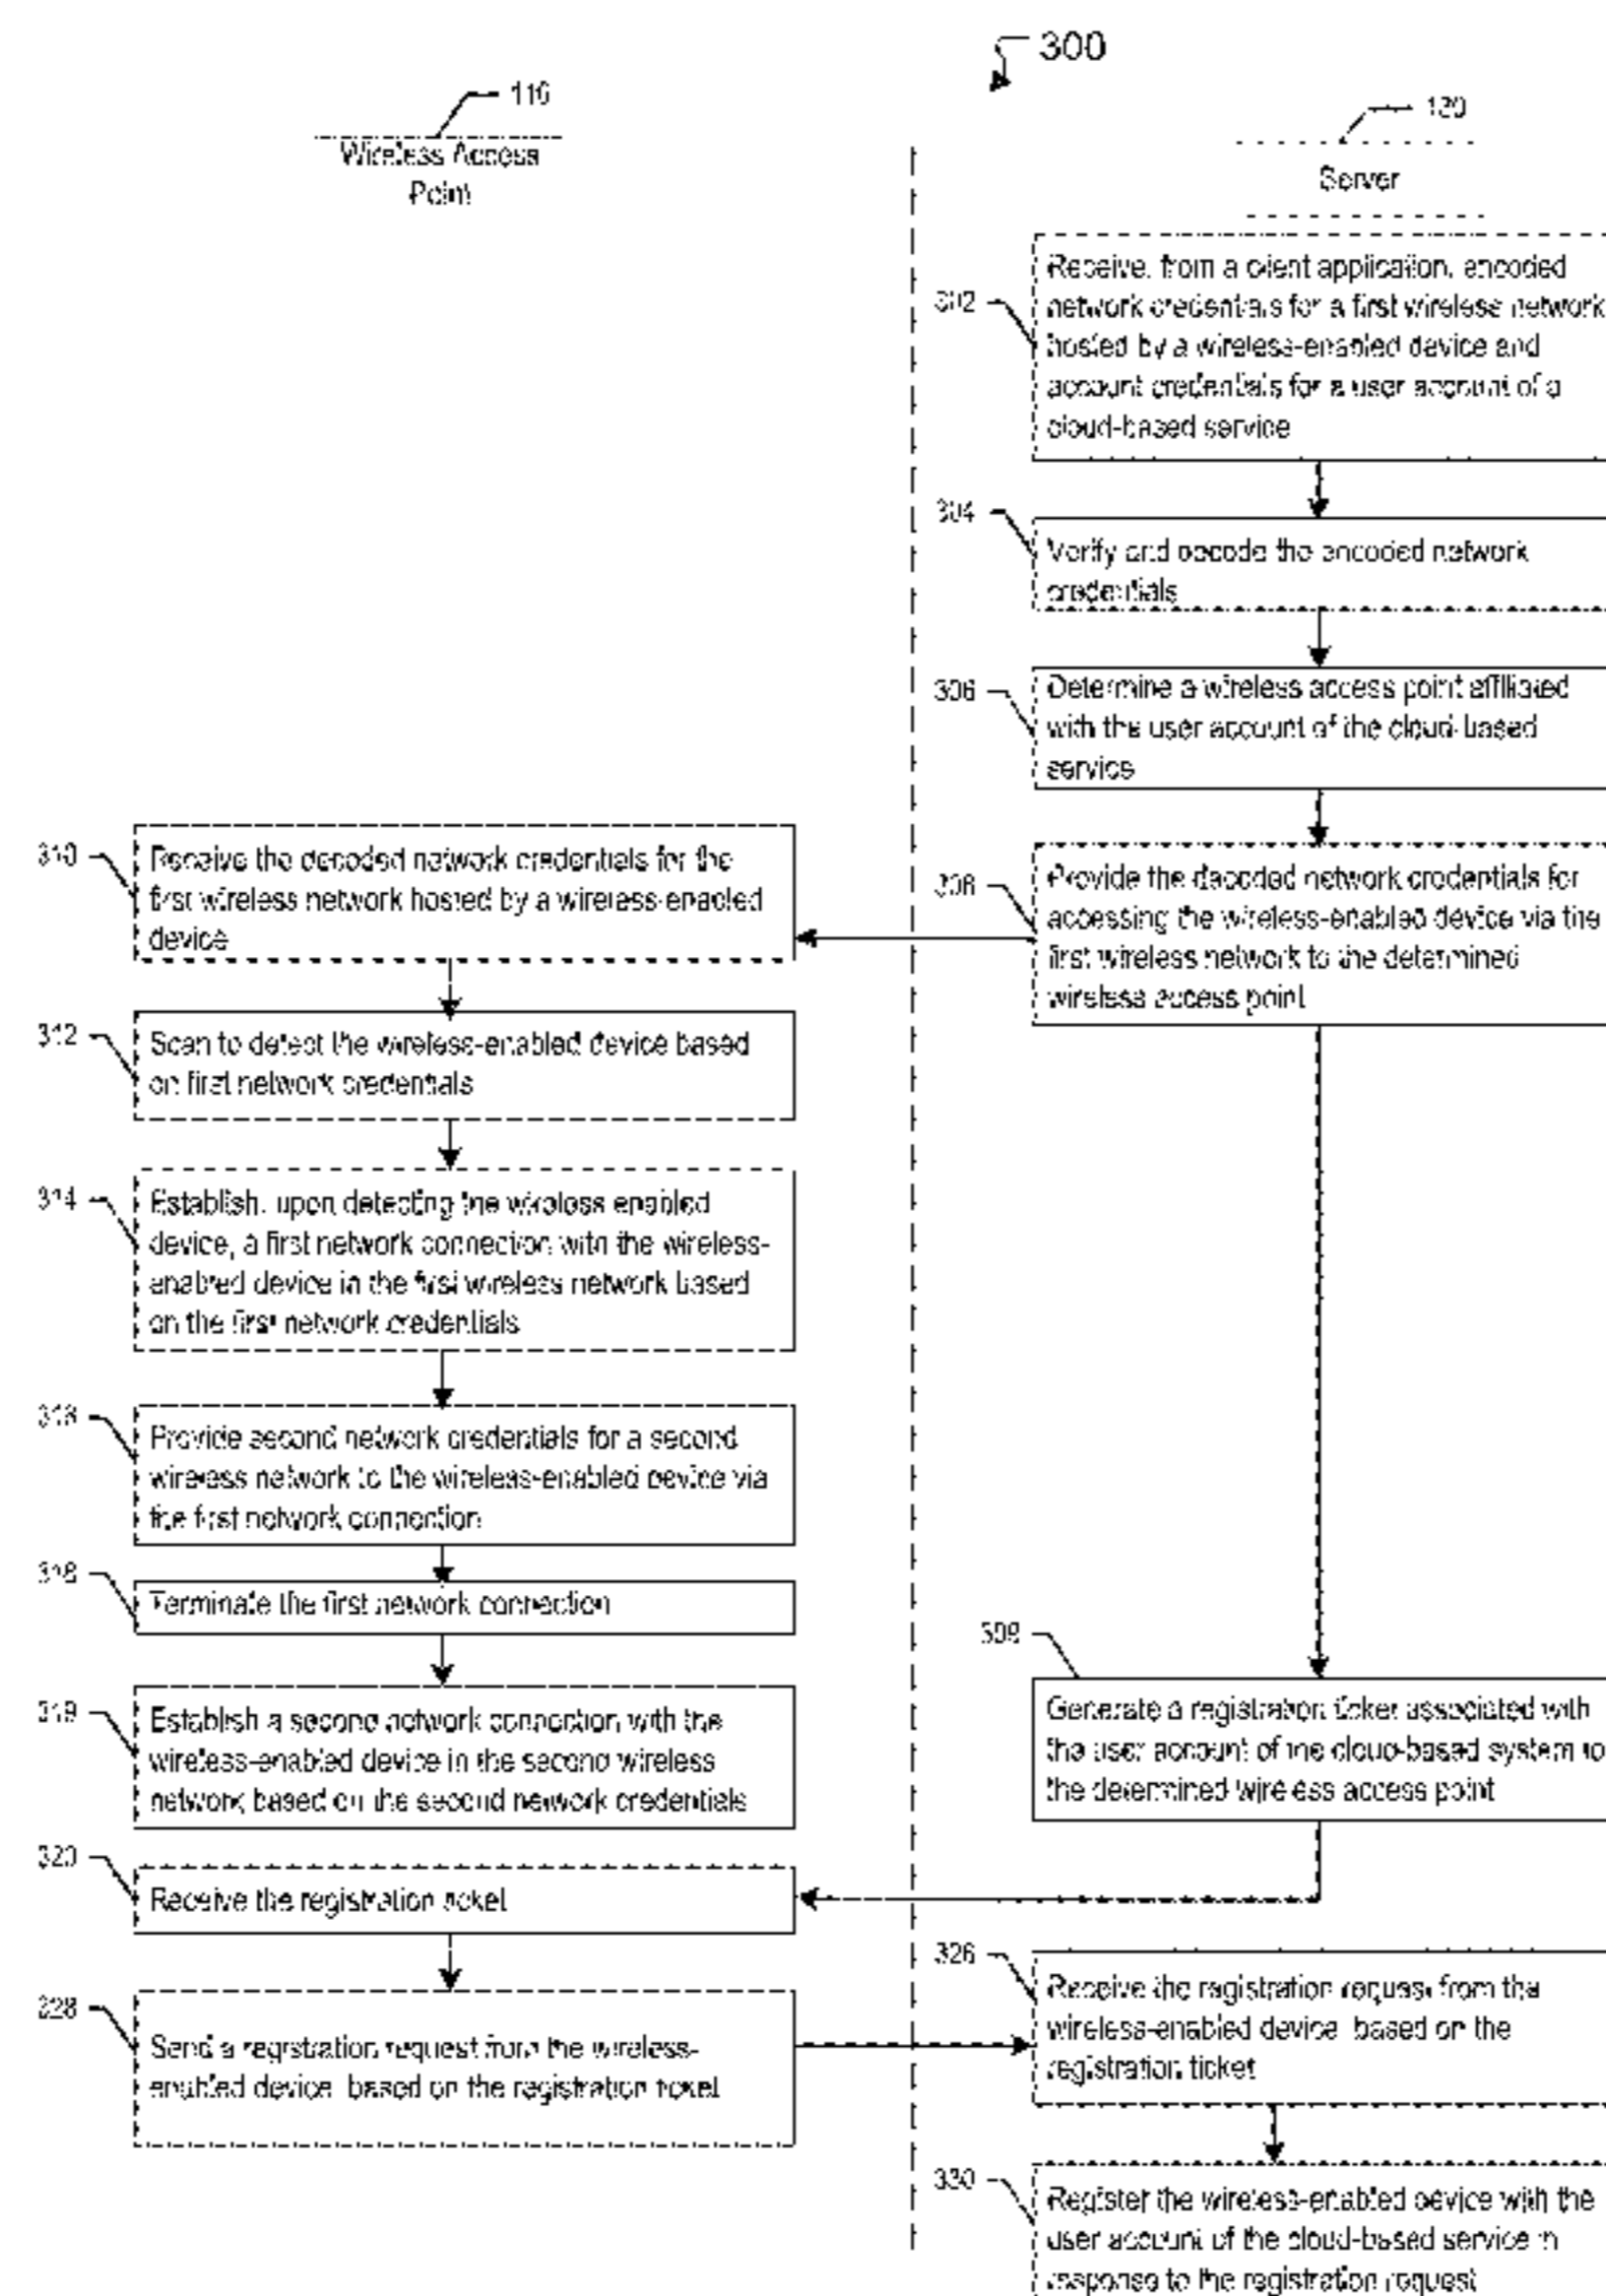 300
116
Wireless Access
Point
120
Server
302
Receive, from a client application, encoded
network credentials for a first wireless network
hosted by a wireless-enabled device and
account credentials for a user account of a
cloud-based service
304
Verify and decode the encoded network
credentials
306
Determine a wireless access point affiliated
with the user account of the cloud-based
service
310
Receive the decoded network credentials for the
first wireless network hosted by a wireless-enabled
device
Provide the decoded network credentials for
accessing the wireless-enabled device via the
first wireless network to the determined
wireless access point
312
Scan to detect the wireless-enabled device based
on first network credentials
314
Establish, upon detecting the wireless enabled
device, a first network connection with the wireless-
enabled device in the first wireless network based
on the first network credentials
Provide second network credentials for a second
wireless network to the wireless-enabled device via
the first network connection
318
Terminate the first network connection
319
Establish a second network connection with the
wireless-enabled device in the second wireless
network based on the second network credentials
309
Generate a registration ticker associated with
the user account of the cloud-based system to
the determined wireless access point
320
Receive the registration ticket
326
Receive the registration request from the
wireless-enabled device, based on the
registration ticket
328
Send a registration request from the wireless-
enabled device, based on the registration ticket
330
Register the wireless-enabled device with the
user account of the cloud-based service in
response to the registration request